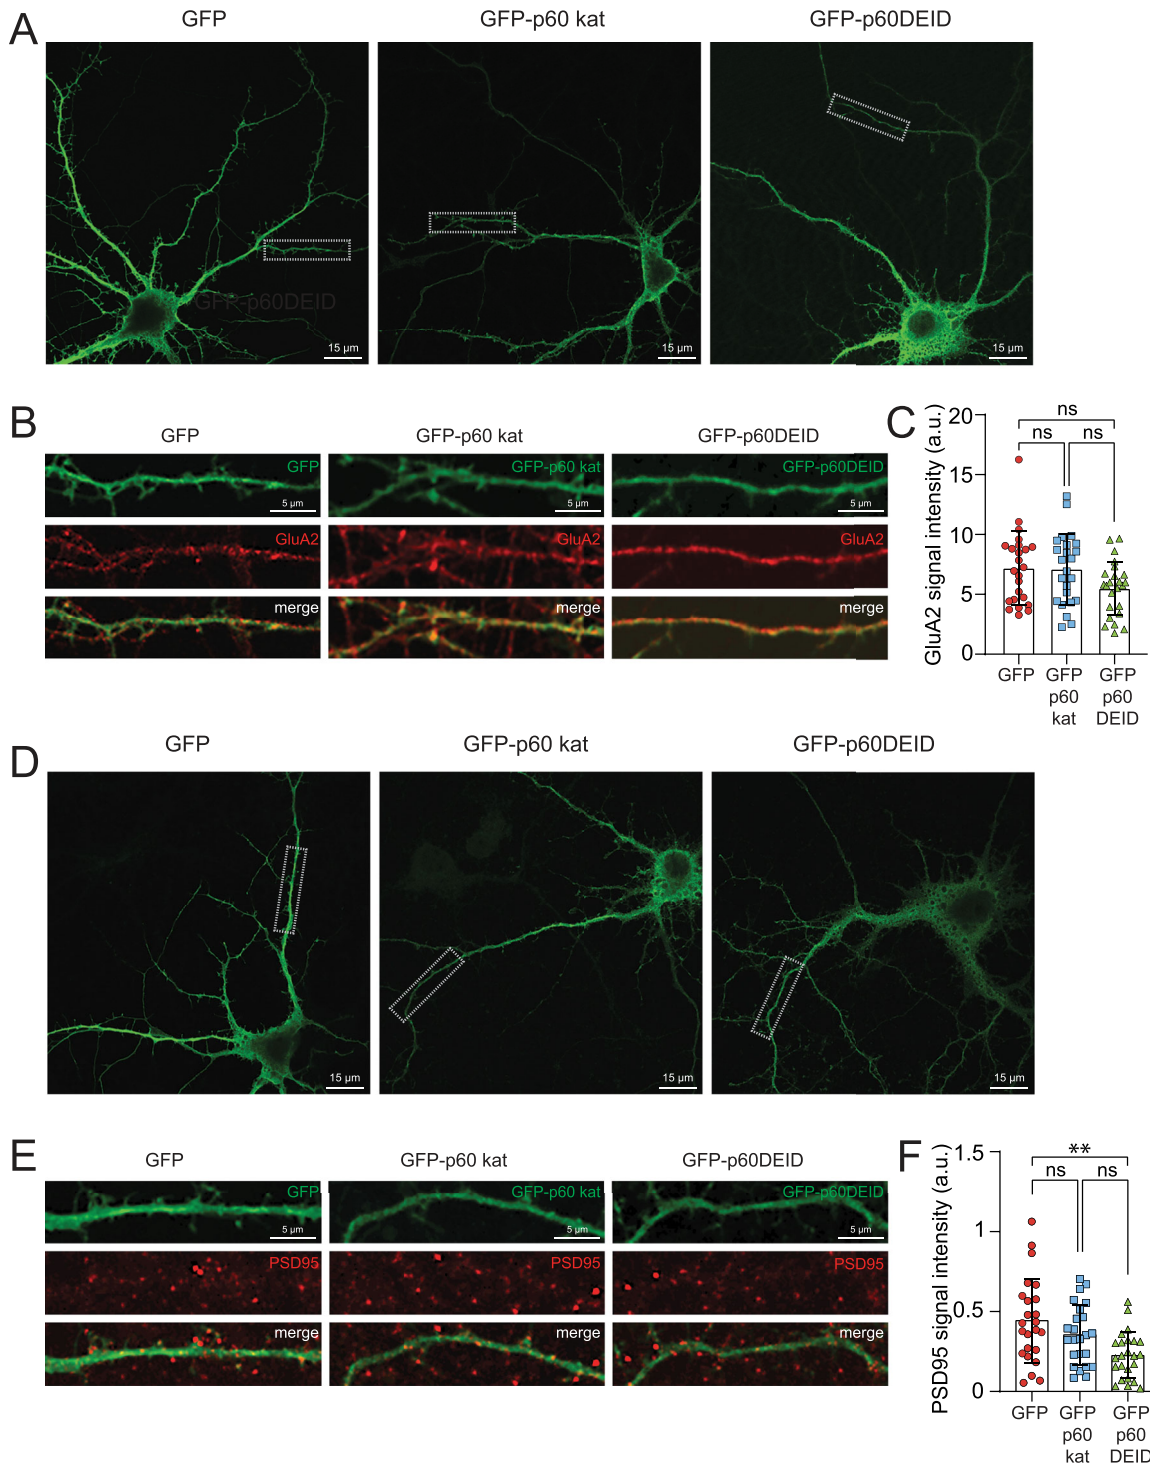 A
GFP
GFP-p60 kat
GFP-p60DEID
GFP-p60DEID
15 µm
15 µm
15 µm
B
GFP
GFP-p60 kat
GFP-p60DEID
GFP
5 µm
GFP-p60 kat
5 µm
GFP-p60DEID
5 µm
GluA2
GluA2
GluA2
merge
merge
merge
C
GluA2 signal intensity (a.u.)
20
15
10
5
0
ns
ns
ns
GFP
GFP
p60
kat
GFP
p60
DEID
D
GFP
GFP-p60 kat
GFP-p60DEID
15 µm
15 µm
15 µm
E
GFP
GFP-p60 kat
GFP-p60DEID
GFP
5 µm
GFP-p60 kat
5 µm
GFP-p60DEID
5 µm
PSD95
PSD95
PSD95
merge
merge
merge
F
PSD95 signal intensity (a.u.)
1.5
1
0.5
0
**
ns
ns
GFP
GFP
p60
kat
GFP
p60
DEID